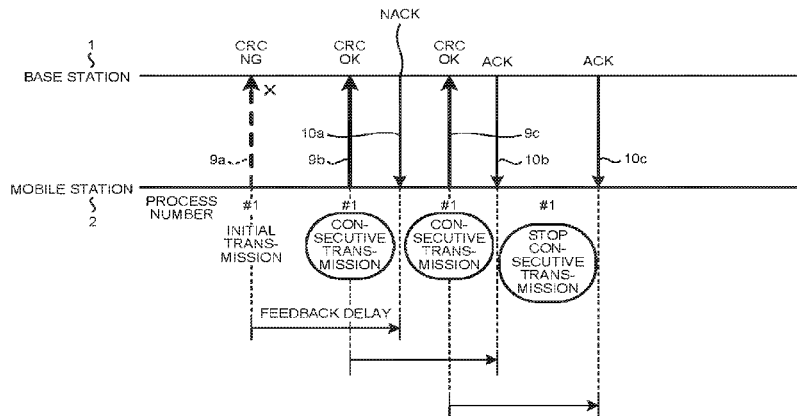 NACK
1
CRC
NG
CRC
OK
CRC
OK
ACK
ACK
BASE STATION
X
10a
9c
9a
9b
10b
10c
MOBILE STATION
2
PROCESS
NUMBER
#1
#1
#1
#1
INITIAL
TRANS-
MISSION
CON-
SECUTIVE
TRANS-
MISSION
CON-
SECUTIVE
TRANS-
MISSION
STOP
CON-
SECUTIVE
TRANS-
MISSION
FEEDBACK DELAY